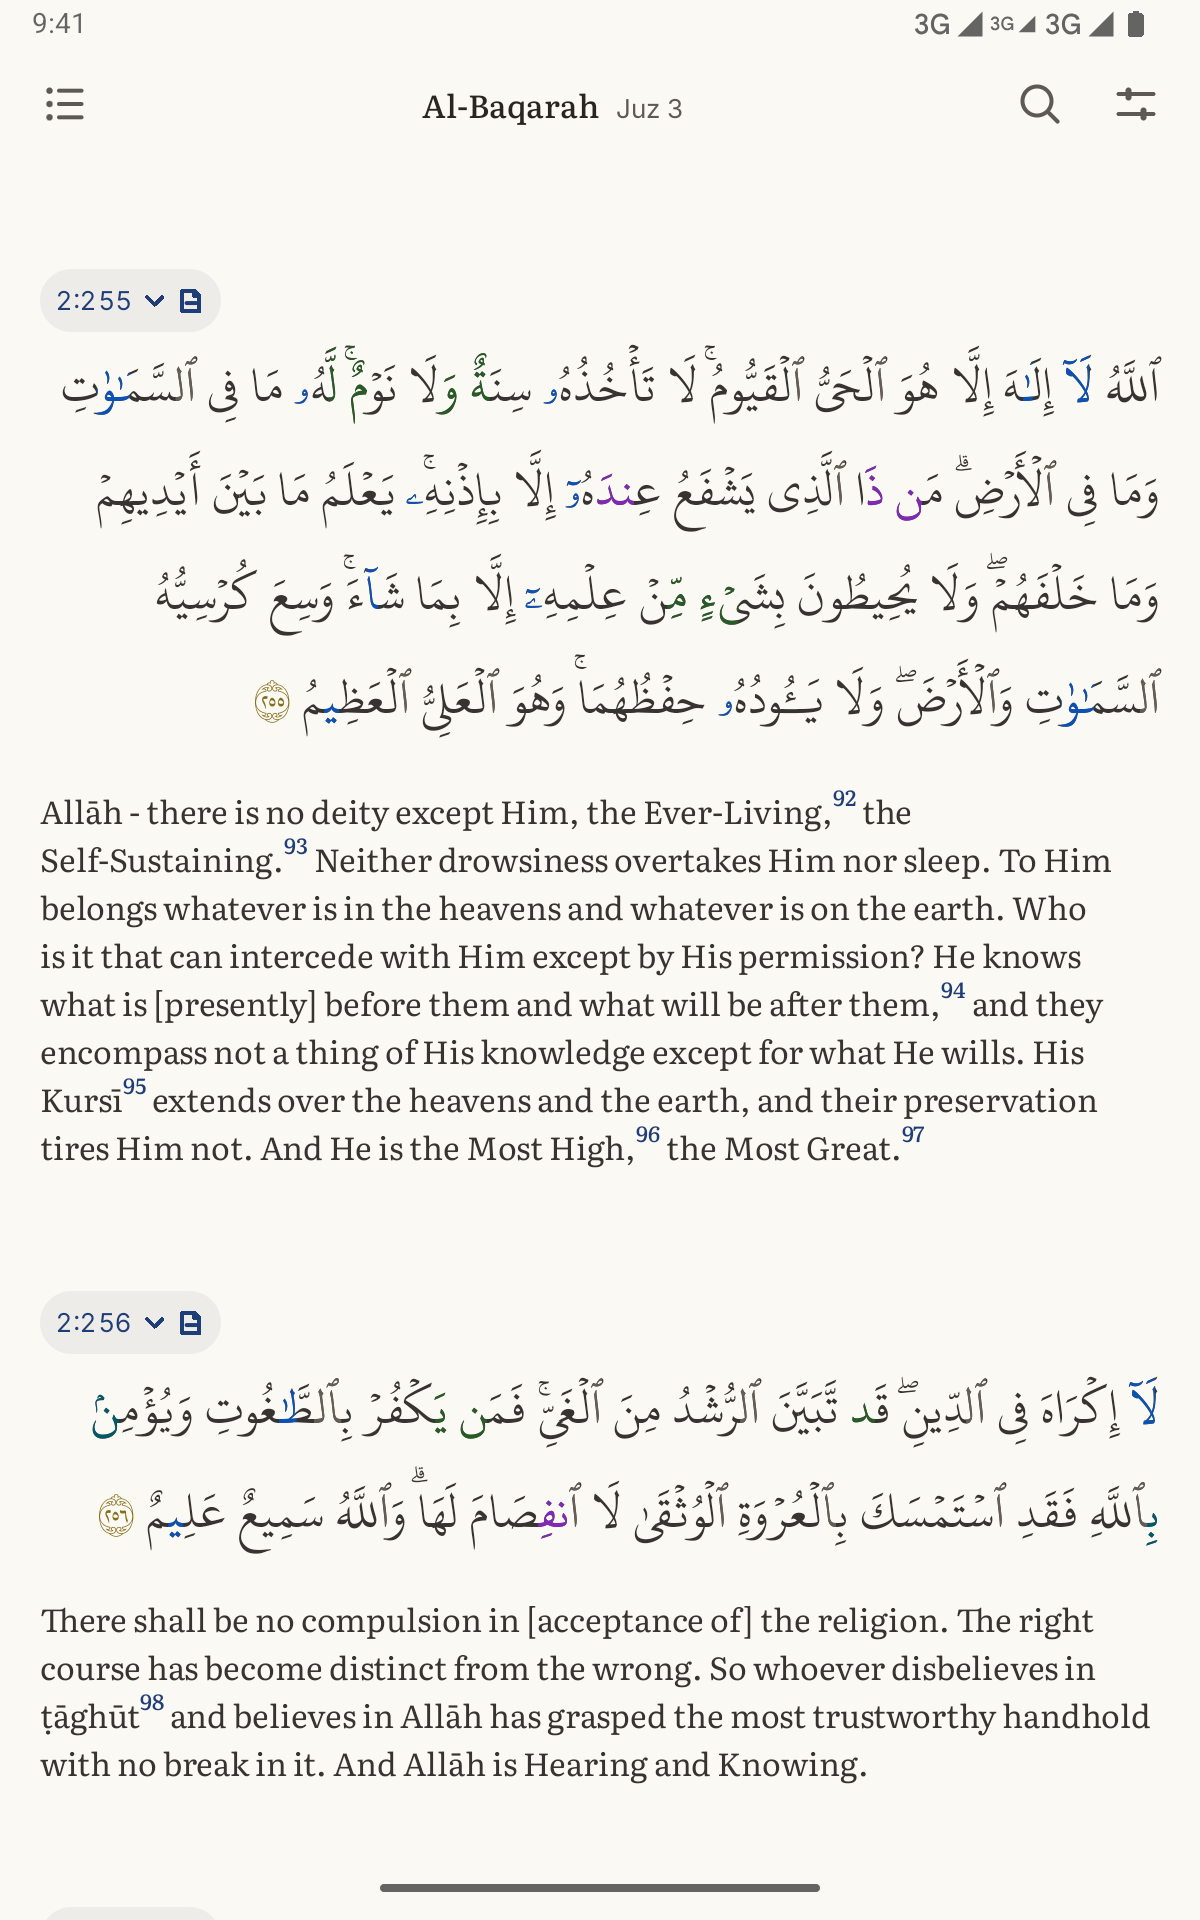 9:41
3G 3G 3G
Al-Baqarah Juz 3
2:255
ٱللَّهُ لَآ إِلَـٰهَ إِلَّا هُوَ ٱلْحَىُّ ٱلْقَيُّومُ ۚ لَا تَأْخُذُهُۥ سِنَةٌ وَلَا نَوْمٌ ۚ لَّهُۥ مَا فِى ٱلسَّمَـٰوَٰتِ
وَمَا فِى ٱلْأَرْضِ ۗ مَن ذَا ٱلَّذِى يَشْفَعُ عِندَهُۥٓ إِلَّا بِإِذْنِهِۦ ۚ يَعْلَمُ مَا بَيْنَ أَيْدِيهِمْ
وَمَا خَلْفَهُمْ ۖ وَلَا يُحِيطُونَ بِشَىْءٍ مِّنْ عِلْمِهِۦٓ إِلَّا بِمَا شَآءَ ۚ وَسِعَ كُرْسِيُّهُ
ٱلسَّمَـٰوَٰتِ وَٱلْأَرْضَ ۖ وَلَا يَـُٔودُهُۥ حِفْظُهُمَا ۚ وَهُوَ ٱلْعَلِىُّ ٱلْعَظِيمُ ٢٥٥
Allāh - there is no deity except Him, the Ever-Living,92 the
Self-Sustaining.93 Neither drowsiness overtakes Him nor sleep. To Him
belongs whatever is in the heavens and whatever is on the earth. Who
is it that can intercede with Him except by His permission? He knows
what is [presently] before them and what will be after them,94 and they
encompass not a thing of His knowledge except for what He wills. His
Kursī95 extends over the heavens and the earth, and their preservation
tires Him not. And He is the Most High,96 the Most Great.97
2:256
لَآ إِكْرَاهَ فِى ٱلدِّينِ ۖ قَد تَّبَيَّنَ ٱلرُّشْدُ مِنَ ٱلْغَىِّ ۚ فَمَن يَكْفُرْ بِٱلطَّـٰغُوتِ وَيُؤْمِنۢ
بِٱللَّهِ فَقَدِ ٱسْتَمْسَكَ بِٱلْعُرْوَةِ ٱلْوُثْقَىٰ لَا ٱنفِصَامَ لَهَا ۗ وَٱللَّهُ سَمِيعٌ عَلِيمٌ ٢٥٦
There shall be no compulsion in [acceptance of] the religion. The right
course has become distinct from the wrong. So whoever disbelieves in
ṭāghūt98 and believes in Allāh has grasped the most trustworthy handhold
with no break in it. And Allāh is Hearing and Knowing.